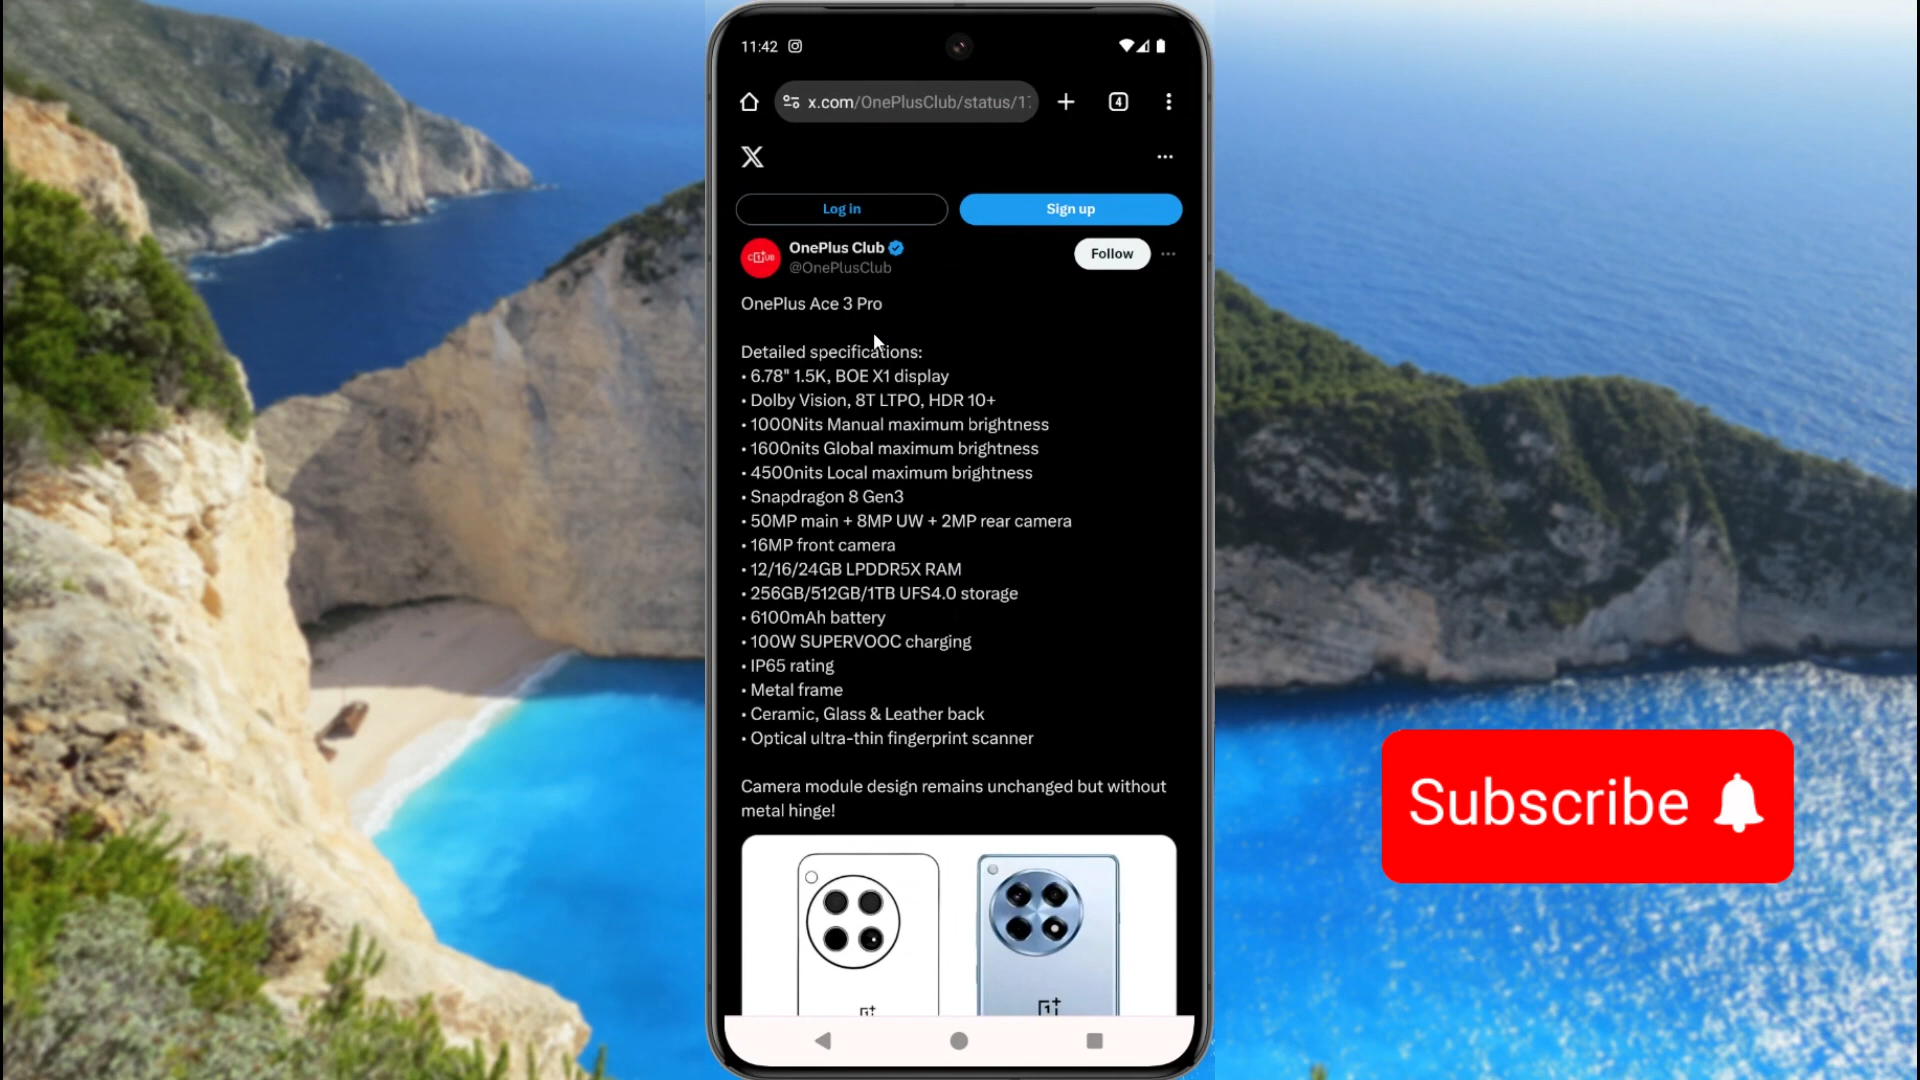 11:42
x.com/OnePlusClub/status/1
4
X
Log in
Sign up
OnePlus Club
Follow
@OnePlusClub
OnePlus Ace 3 Pro
Detailed specifications:
• 6.78" 1.5K, BOE X1 display
• Dolby Vision, 8T LTPO, HDR 10+
• 1000Nits Manual maximum brightness
• 1600nits Global maximum brightness
• 4500nits Local maximum brightness
• Snapdragon 8 Gen3
• 50MP main + 8MP UW + 2MP rear camera
• 16MP front camera
• 12/16/24GB LPDDR5X RAM
• 256GB/512GB/1TB UFS4.0 storage
• 6100mAh battery
• 100W SUPERVOOC charging
• IP65 rating
• Metal frame
• Ceramic, Glass & Leather back
• Optical ultra-thin fingerprint scanner
Camera module design remains unchanged but without
metal hinge!
Subscribe